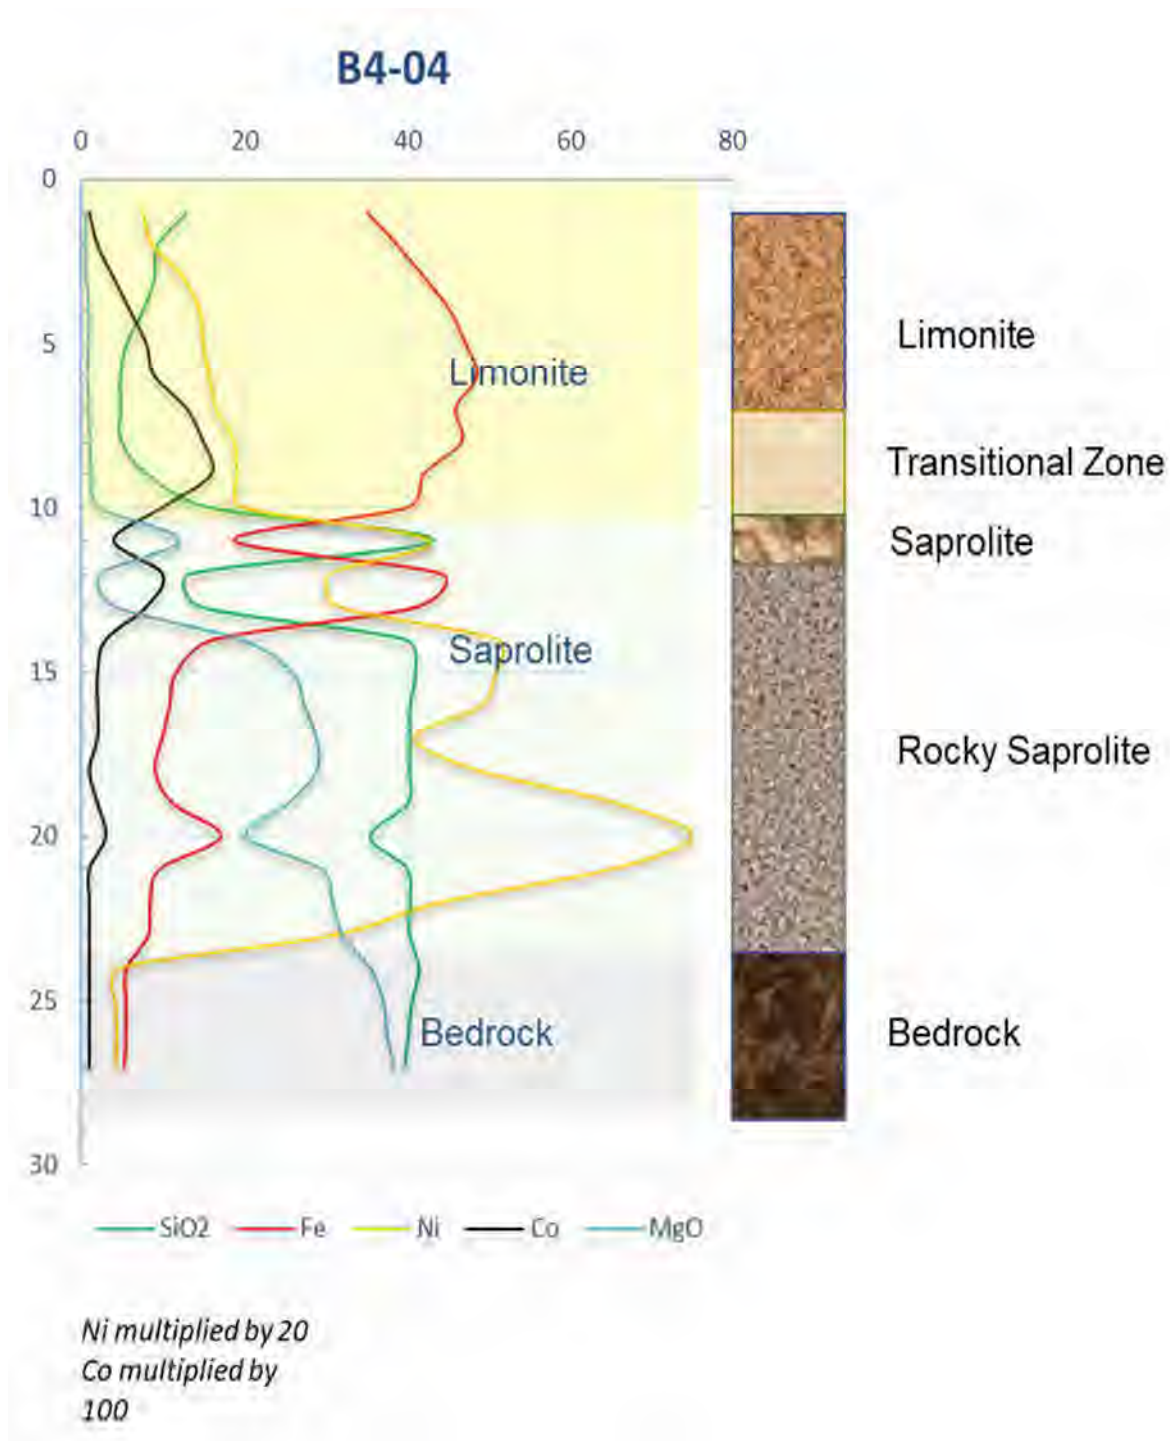 B4-04
0 20 40 60 80
0
5
10
15
20
25
30
Limonite
Saprolite
Bedrock
Limonite
Transitional Zone
Saprolite
Rocky Saprolite
Bedrock
SiO2 Fe Ni Co MgO
Ni multiplied by 20
Co multiplied by
100